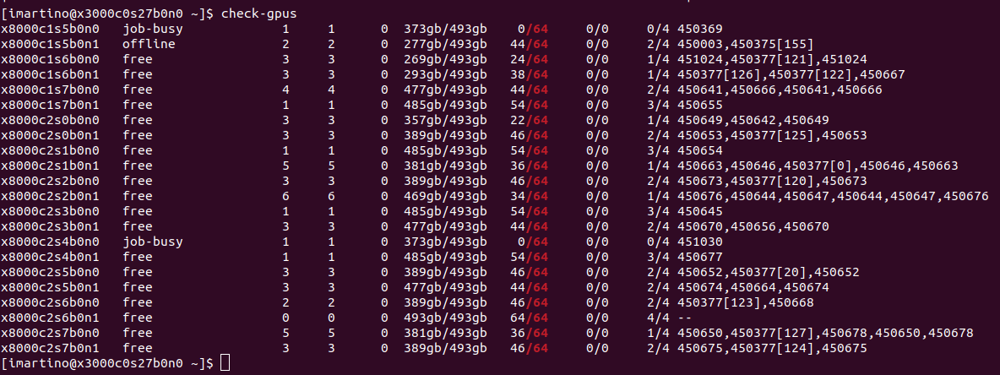 [imartino@x3000c0s27b0n0 ~]$ check-gpus
x8000c1s5b0n0 job-busy 1 1 0 373gb/493gb 0/64 0/0 0/4 450369
x8000c1s5b0n1 offline 2 2 0 277gb/493gb 44/64 0/0 2/4 450003,450375[155]
x8000c1s6b0n0 free 3 3 0 269gb/493gb 24/64 0/0 1/4 451024,450377[121],451024
x8000c1s6b0n1 free 3 3 0 293gb/493gb 38/64 0/0 1/4 450377[126],450377[122],450667
x8000c1s7b0n0 free 4 4 0 477gb/493gb 44/64 0/0 2/4 450641,450666,450641,450666
x8000c1s7b0n1 free 1 1 0 485gb/493gb 54/64 0/0 3/4 450655
x8000c2s0b0n0 free 3 3 0 357gb/493gb 22/64 0/0 1/4 450649,450642,450649
x8000c2s0b0n1 free 3 3 0 389gb/493gb 46/64 0/0 2/4 450653,450377[125],450653
x8000c2s1b0n0 free 1 1 0 485gb/493gb 54/64 0/0 3/4 450654
x8000c2s1b0n1 free 5 5 0 381gb/493gb 36/64 0/0 1/4 450663,450646,450377[0],450646,450663
x8000c2s2b0n0 free 3 3 0 389gb/493gb 46/64 0/0 2/4 450673,450377[120],450673
x8000c2s2b0n1 free 6 6 0 469gb/493gb 34/64 0/0 1/4 450676,450644,450647,450644,450647,450676
x8000c2s3b0n0 free 1 1 0 485gb/493gb 54/64 0/0 3/4 450645
x8000c2s3b0n1 free 3 3 0 477gb/493gb 44/64 0/0 2/4 450670,450656,450670
x8000c2s4b0n0 job-busy 1 1 0 373gb/493gb 0/64 0/0 0/4 451030
x8000c2s4b0n1 free 1 1 0 485gb/493gb 54/64 0/0 3/4 450677
x8000c2s5b0n0 free 3 3 0 389gb/493gb 46/64 0/0 2/4 450652,450377[20],450652
x8000c2s5b0n1 free 3 3 0 477gb/493gb 44/64 0/0 2/4 450674,450664,450674
x8000c2s6b0n0 free 2 2 0 389gb/493gb 46/64 0/0 2/4 450377[123],450668
x8000c2s6b0n1 free 0 0 0 493gb/493gb 64/64 0/0 4/4 --
x8000c2s7b0n0 free 5 5 0 381gb/493gb 36/64 0/0 1/4 450650,450377[127],450678,450650,450678
x8000c2s7b0n1 free 3 3 0 389gb/493gb 46/64 0/0 2/4 450675,450377[124],450675
[imartino@x3000c0s27b0n0 ~]$